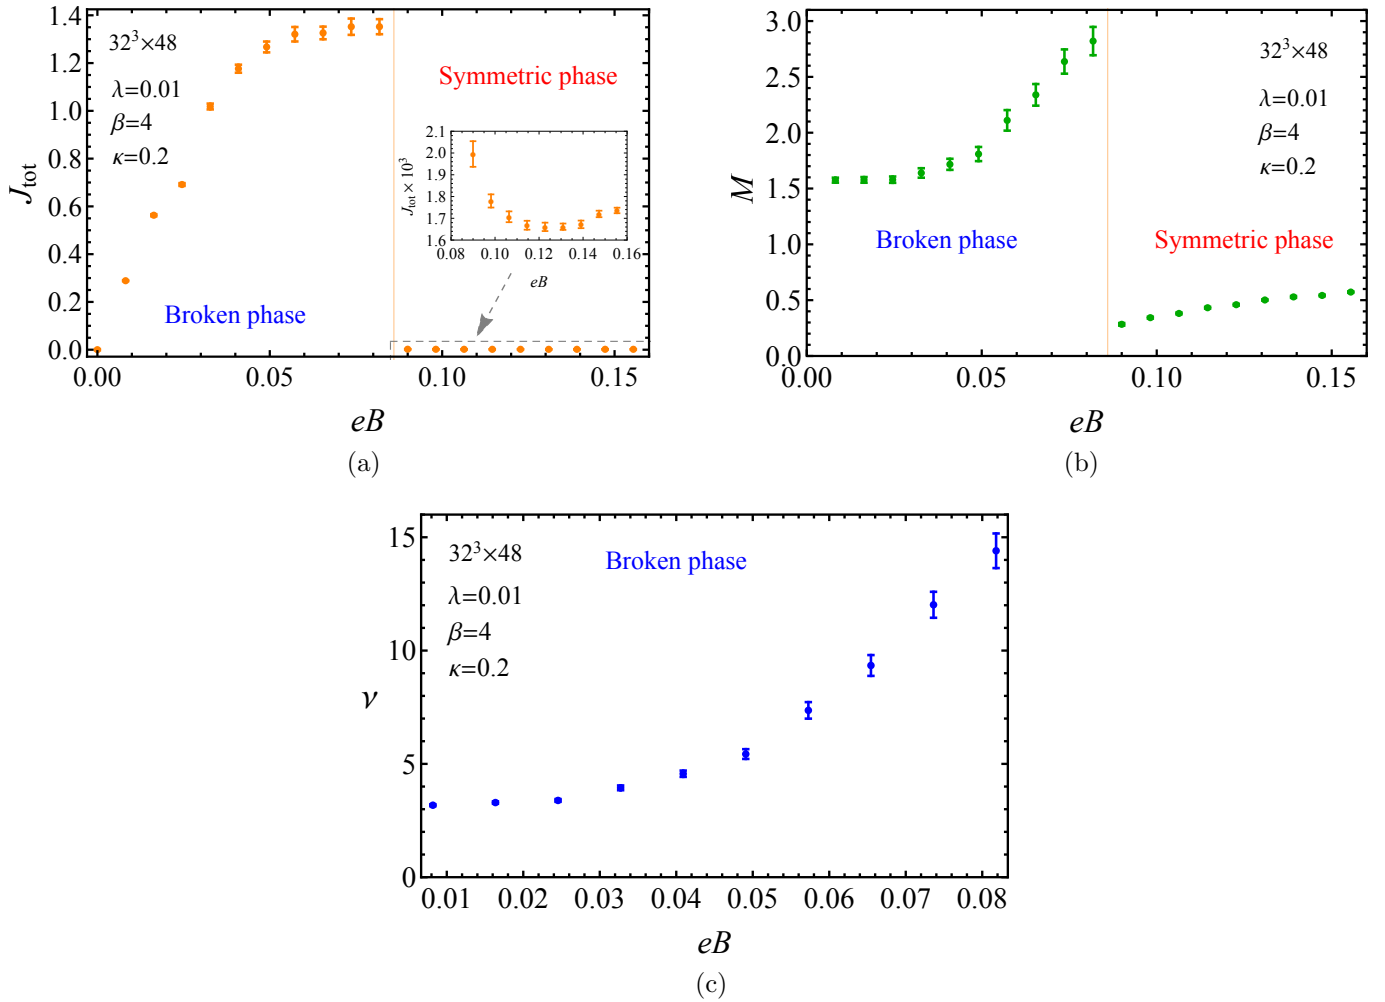 1.4
1.2
1.0
0.8
0.6
0.4
0.2
0.0
J_tot
32³×48
λ=0.01
β=4
κ=0.2
Symmetric phase
Broken phase
2.1
2.0
1.9
1.8
1.7
1.6
J_tot × 10³
0.08 0.10 0.12 0.14 0.16
eB
0.00 0.05 0.10 0.15
eB
(a)
3.0
2.5
2.0
1.5
1.0
0.5
0.0
M
32³×48
λ=0.01
β=4
κ=0.2
Broken phase
Symmetric phase
0.00 0.05 0.10 0.15
eB
(b)
15
10
5
0
ν
32³×48
λ=0.01
β=4
κ=0.2
Broken phase
0.01 0.02 0.03 0.04 0.05 0.06 0.07 0.08
eB
(c)